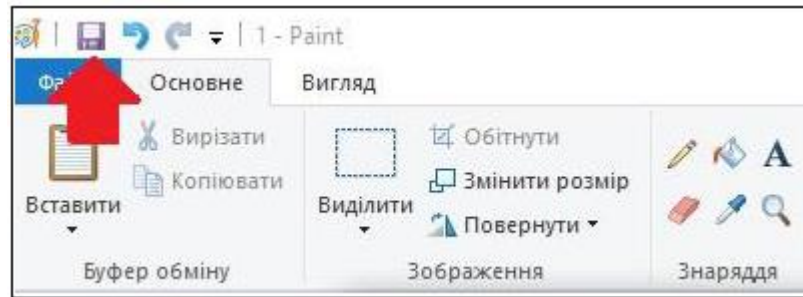 1 - Paint
Основне Вигляд
Вирізати
Копіювати
Вставити
Буфер обміну
Виділити
Обітнути
Змінити розмір
Повернути
Зображення
A
Знаряддя